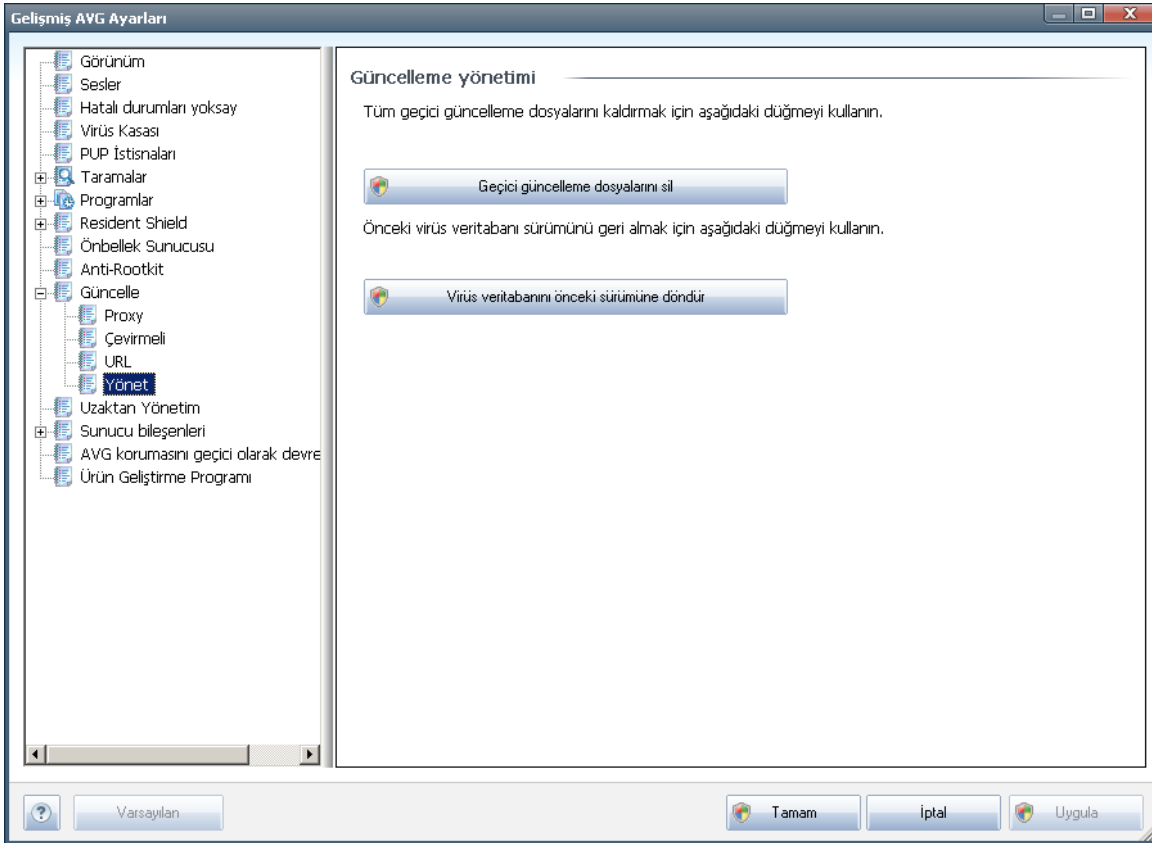 Gelişmiş AVG Ayarları
Görünüm
Sesler
Hatalı durumları yoksay
Virüs Kasası
PUP İstisnaları
Taramalar
Programlar
Resident Shield
Önbellek Sunucusu
Anti-Rootkit
Güncelle
Proxy
Çevirmeli
URL
Yönet
Uzaktan Yönetim
Sunucu bileşenleri
AVG korumasını geçici olarak devre
Ürün Geliştirme Programı
Güncelleme yönetimi
Tüm geçici güncelleme dosyalarını kaldırmak için aşağıdaki düğmeyi kullanın.
Geçici güncelleme dosyalarını sil
Önceki virüs veritabanı sürümünü geri almak için aşağıdaki düğmeyi kullanın.
Virüs veritabanını önceki sürümüne döndür
?
Varsayılan
Tamam
İptal
Uygula